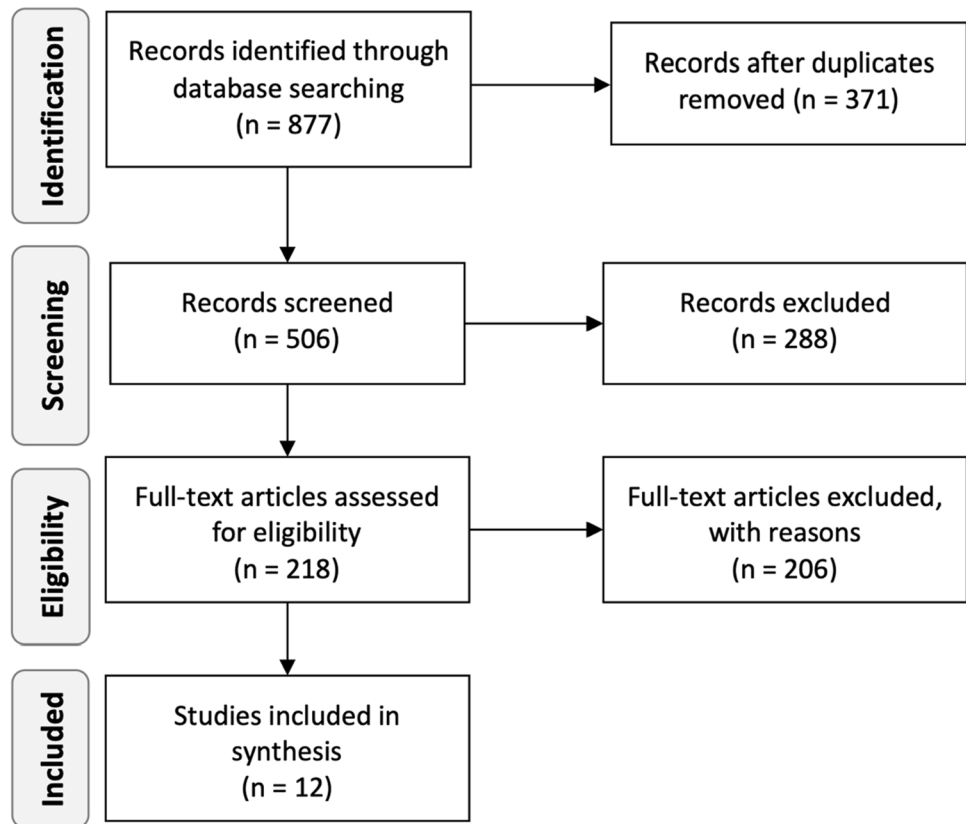 Identification
Records identified through
database searching
(n = 877)
Records after duplicates
removed (n = 371)
Screening
Records screened
(n = 506)
Records excluded
(n = 288)
Eligibility
Full-text articles assessed
for eligibility
(n = 218)
Full-text articles excluded,
with reasons
(n = 206)
Included
Studies included in
synthesis
(n = 12)